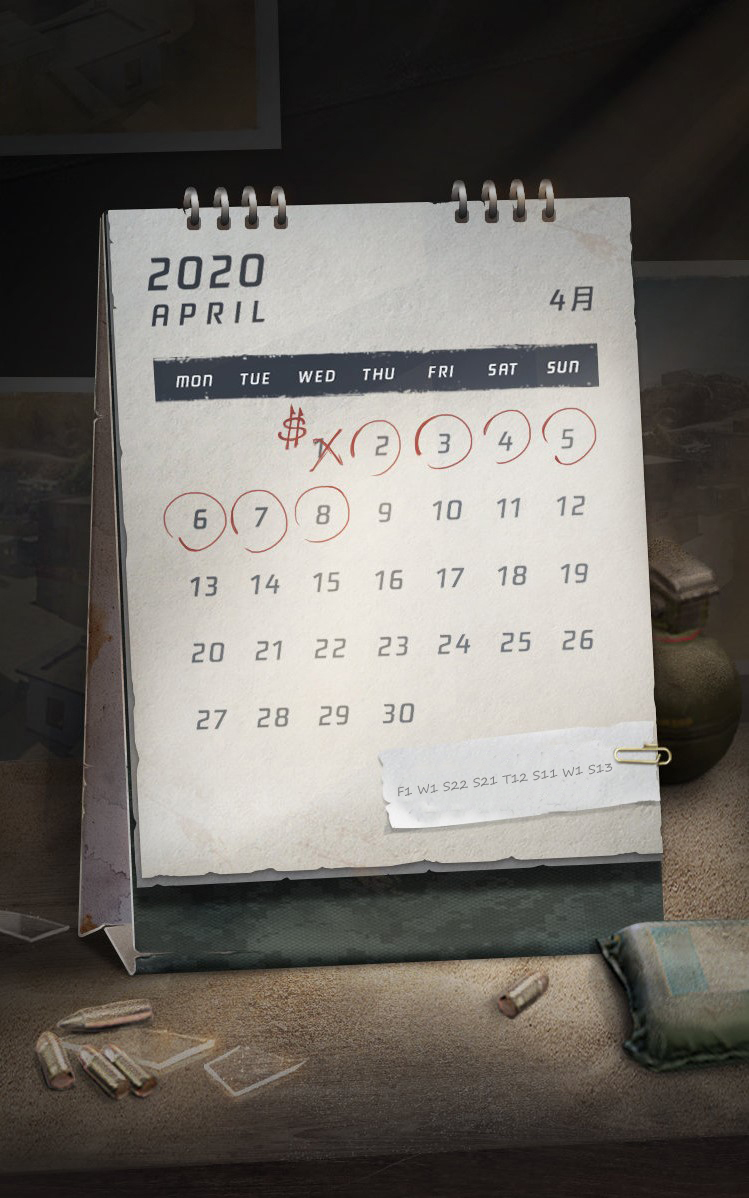 2020
APRIL
4月
MON TUE WED THU FRI SAT SUN
$
1 2 3 4 5
6 7 8 9 10 11 12
13 14 15 16 17 18 19
20 21 22 23 24 25 26
27 28 29 30
F1 W1 S22 S21 T12 S11 W1 S13